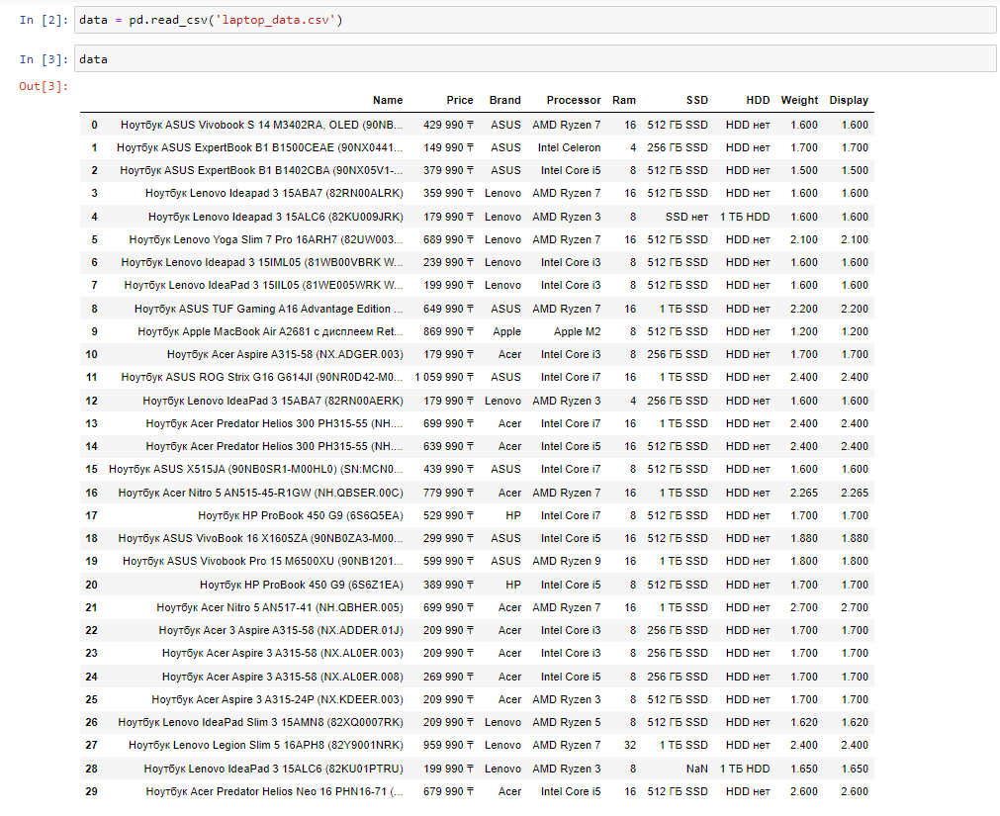 In [2]: data = pd.read_csv('laptop_data.csv')
In [3]: data
Out[3]:
Name Price Brand Processor Ram SSD HDD Weight Display
0 Ноутбук ASUS Vivobook S 14 M3402RA, OLED (90NB... 429 990 ₸ ASUS AMD Ryzen 7 16 512 ГБ SSD HDD нет 1.600 1.600
1 Ноутбук ASUS ExpertBook B1 B1500CEAE (90NX0441... 149 990 ₸ ASUS Intel Celeron 4 256 ГБ SSD HDD нет 1.700 1.700
2 Ноутбук ASUS ExpertBook B1 B1402CBA (90NX05V1-... 379 990 ₸ ASUS Intel Core i5 8 512 ГБ SSD HDD нет 1.500 1.500
3 Ноутбук Lenovo Ideapad 3 15ABA7 (82RN00ALRK) 359 990 ₸ Lenovo AMD Ryzen 7 16 512 ГБ SSD HDD нет 1.600 1.600
4 Ноутбук Lenovo Ideapad 3 15ALC6 (82KU009JRK) 179 990 ₸ Lenovo AMD Ryzen 3 8 SSD нет 1 ТБ HDD 1.600 1.600
5 Ноутбук Lenovo Yoga Slim 7 Pro 16ARH7 (82UW003... 689 990 ₸ Lenovo AMD Ryzen 7 16 512 ГБ SSD HDD нет 2.100 2.100
6 Ноутбук Lenovo Ideapad 3 15IML05 (81WB00VBRK W... 239 990 ₸ Lenovo Intel Core i3 8 512 ГБ SSD HDD нет 1.600 1.600
7 Ноутбук Lenovo IdeaPad 3 15IIL05 (81WE005WRK W... 199 990 ₸ Lenovo Intel Core i3 8 512 ГБ SSD HDD нет 1.600 1.600
8 Ноутбук ASUS TUF Gaming A16 Advantage Edition ... 649 990 ₸ ASUS AMD Ryzen 7 16 1 ТБ SSD HDD нет 2.200 2.200
9 Ноутбук Apple MacBook Air A2681 с дисплеем Ret... 869 990 ₸ Apple Apple M2 8 512 ГБ SSD HDD нет 1.200 1.200
10 Ноутбук Acer Aspire A315-58 (NX.ADGER.003) 179 990 ₸ Acer Intel Core i3 8 256 ГБ SSD HDD нет 1.700 1.700
11 Ноутбук ASUS ROG Strix G16 G614JI (90NR0D42-M0... 1 059 990 ₸ ASUS Intel Core i7 16 1 ТБ SSD HDD нет 2.400 2.400
12 Ноутбук Lenovo IdeaPad 3 15ABA7 (82RN00AERK) 179 990 ₸ Lenovo AMD Ryzen 3 4 256 ГБ SSD HDD нет 1.600 1.600
13 Ноутбук Acer Predator Helios 300 PH315-55 (NH.... 699 990 ₸ Acer Intel Core i7 16 1 ТБ SSD HDD нет 2.400 2.400
14 Ноутбук Acer Predator Helios 300 PH315-55 (NH.... 639 990 ₸ Acer Intel Core i5 16 512 ГБ SSD HDD нет 2.400 2.400
15 Ноутбук ASUS X515JA (90NB0SR1-M00HL0) (SN:MCN0... 439 990 ₸ ASUS Intel Core i7 8 512 ГБ SSD HDD нет 1.600 1.600
16 Ноутбук Acer Nitro 5 AN515-45-R1GW (NH.QBSER.00C) 779 990 ₸ Acer AMD Ryzen 7 16 1 ТБ SSD HDD нет 2.265 2.265
17 Ноутбук HP ProBook 450 G9 (6S6Q5EA) 529 990 ₸ HP Intel Core i7 8 512 ГБ SSD HDD нет 1.700 1.700
18 Ноутбук ASUS VivoBook 16 X1605ZA (90NB0ZA3-M00... 299 990 ₸ ASUS Intel Core i5 16 512 ГБ SSD HDD нет 1.880 1.880
19 Ноутбук ASUS Vivobook Pro 15 M6500XU (90NB1201... 599 990 ₸ ASUS AMD Ryzen 9 16 1 ТБ SSD HDD нет 1.800 1.800
20 Ноутбук HP ProBook 450 G9 (6S6Z1EA) 389 990 ₸ HP Intel Core i5 8 512 ГБ SSD HDD нет 1.700 1.700
21 Ноутбук Acer Nitro 5 AN517-41 (NH.QBHER.005) 699 990 ₸ Acer AMD Ryzen 7 16 1 ТБ SSD HDD нет 2.700 2.700
22 Ноутбук Acer 3 Aspire A315-58 (NX.ADDER.01J) 209 990 ₸ Acer Intel Core i3 8 256 ГБ SSD HDD нет 1.700 1.700
23 Ноутбук Acer Aspire 3 A315-58 (NX.AL0ER.003) 209 990 ₸ Acer Intel Core i3 8 256 ГБ SSD HDD нет 1.700 1.700
24 Ноутбук Acer Aspire 3 A315-58 (NX.AL0ER.008) 269 990 ₸ Acer Intel Core i5 8 256 ГБ SSD HDD нет 1.700 1.700
25 Ноутбук Acer Aspire 3 A315-24P (NX.KDEER.003) 209 990 ₸ Acer AMD Ryzen 3 8 512 ГБ SSD HDD нет 1.700 1.700
26 Ноутбук Lenovo IdeaPad Slim 3 15AMN8 (82XQ0007RK) 209 990 ₸ Lenovo AMD Ryzen 5 8 512 ГБ SSD HDD нет 1.620 1.620
27 Ноутбук Lenovo Legion Slim 5 16APH8 (82Y9001NRK) 959 990 ₸ Lenovo AMD Ryzen 7 32 1 ТБ SSD HDD нет 2.400 2.400
28 Ноутбук Lenovo IdeaPad 3 15ALC6 (82KU01PTRU) 199 990 ₸ Lenovo AMD Ryzen 3 8 NaN 1 ТБ HDD 1.650 1.650
29 Ноутбук Acer Predator Helios Neo 16 PHN16-71 (... 679 990 ₸ Acer Intel Core i5 16 512 ГБ SSD HDD нет 2.600 2.600